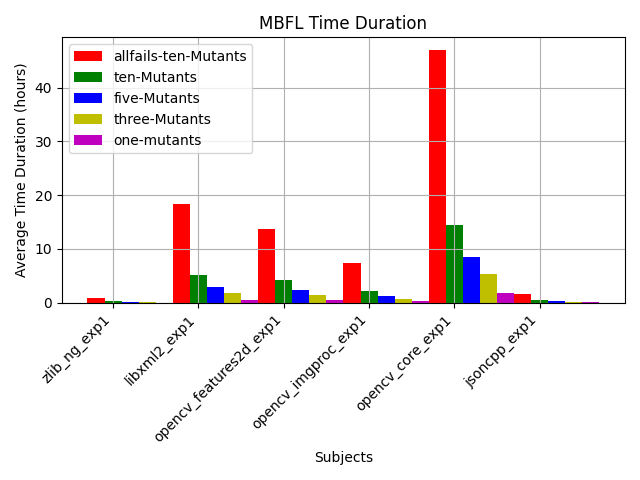 MBFL Time Duration
allfails-ten-Mutants
ten-Mutants
five-Mutants
three-Mutants
one-mutants
Average Time Duration (hours)
40
30
20
10
0
zlib_ng_exp1
libxml2_exp1
opencv_features2d_exp1
opencv_imgproc_exp1
opencv_core_exp1
jsoncpp_exp1
Subjects